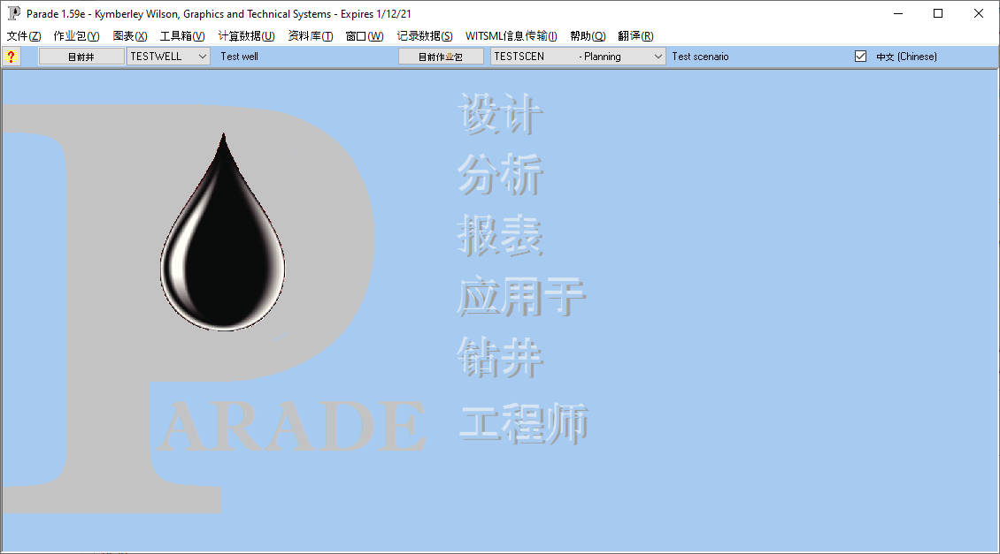 Parade 1.59e - Kymberley Wilson, Graphics and Technical Systems - Expires 1/12/21
文件(Z) 作业包(Y) 图表(X) 工具箱(V) 计算数据(U) 资料库(T) 窗口(W) 记录数据(S) WITSML信息传输(I) 帮助(Q) 翻译(R)
? 目前井 TESTWELL Test well 目前作业包 TESTSCEN - Planning Test scenario 中文 (Chinese)
设计
分析
报表
应用于
钻井
工程师
PARADE